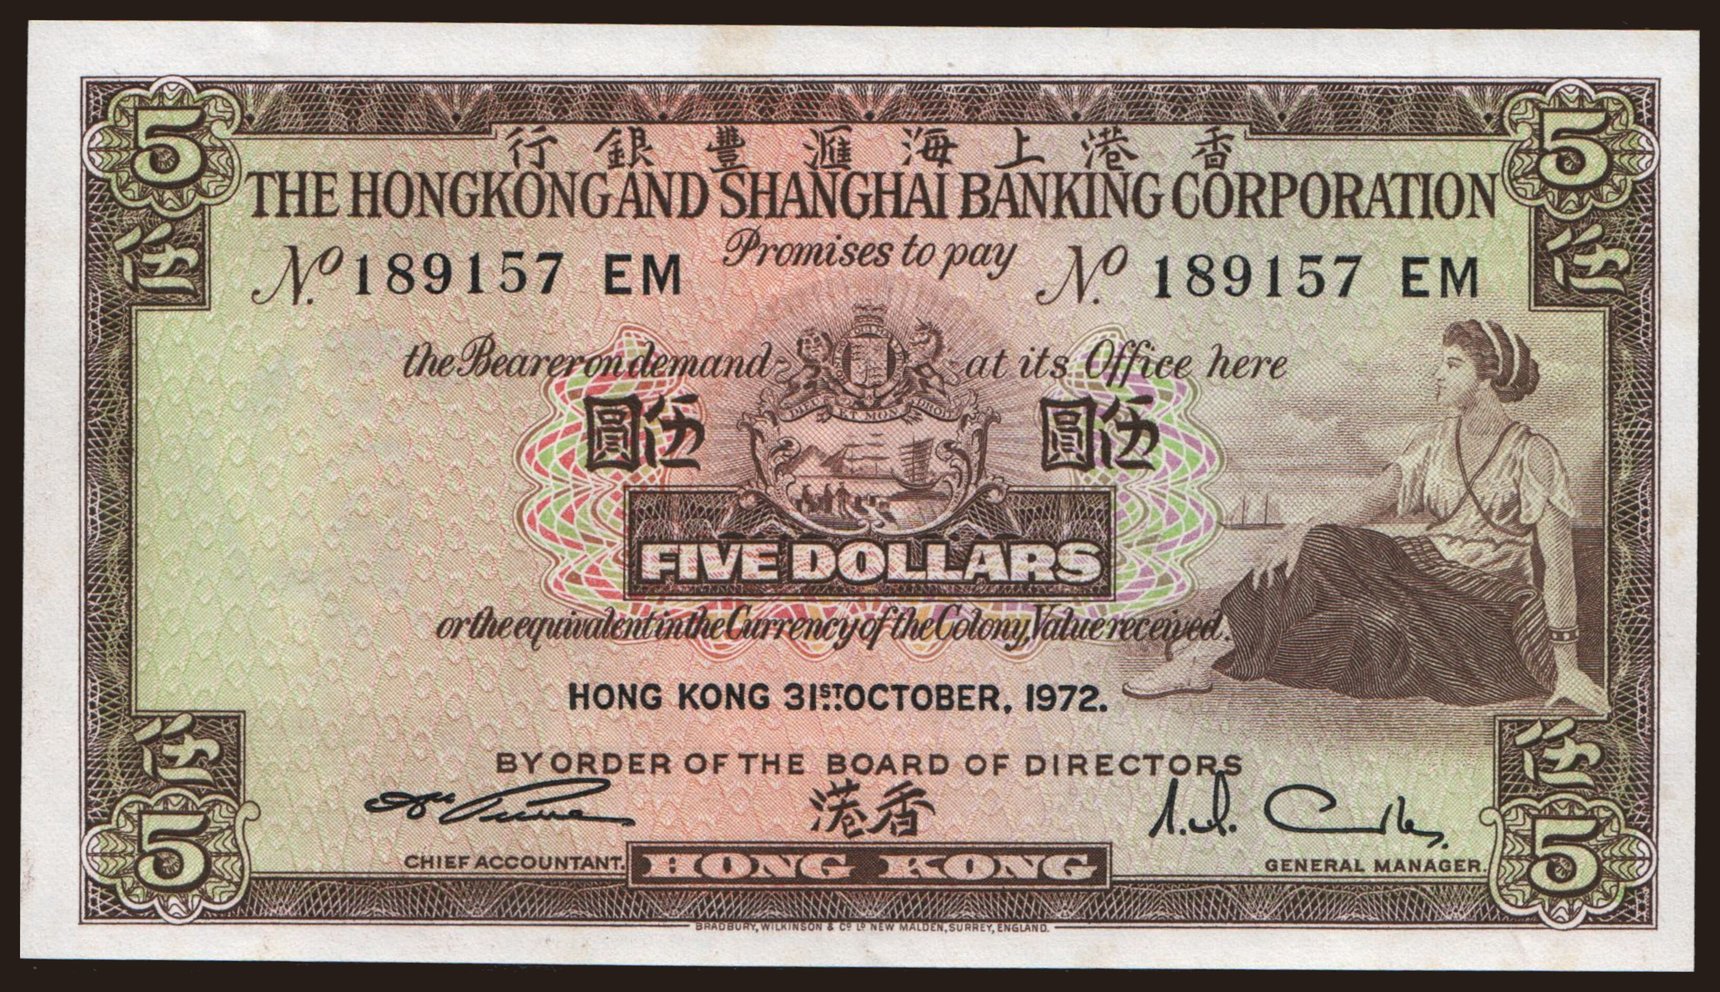 5 5
行銀豐滙海上港香
THE HONGKONG AND SHANGHAI BANKING CORPORATION
伍 伍
Promises to pay
No. 189157 EM No. 189157 EM
the Bearer on demand at its Office here
DIEU ET MON DROIT
圓伍 圓伍
FIVE DOLLARS
or the equivalent in the Currency of the Colony, Value received.
HONG KONG 31ST OCTOBER, 1972.
伍 伍
BY ORDER OF THE BOARD OF DIRECTORS
港香
5 5
CHIEF ACCOUNTANT. HONG KONG GENERAL MANAGER.
BRADBURY, WILKINSON & Co. Ld. NEW MALDEN, SURREY, ENGLAND.